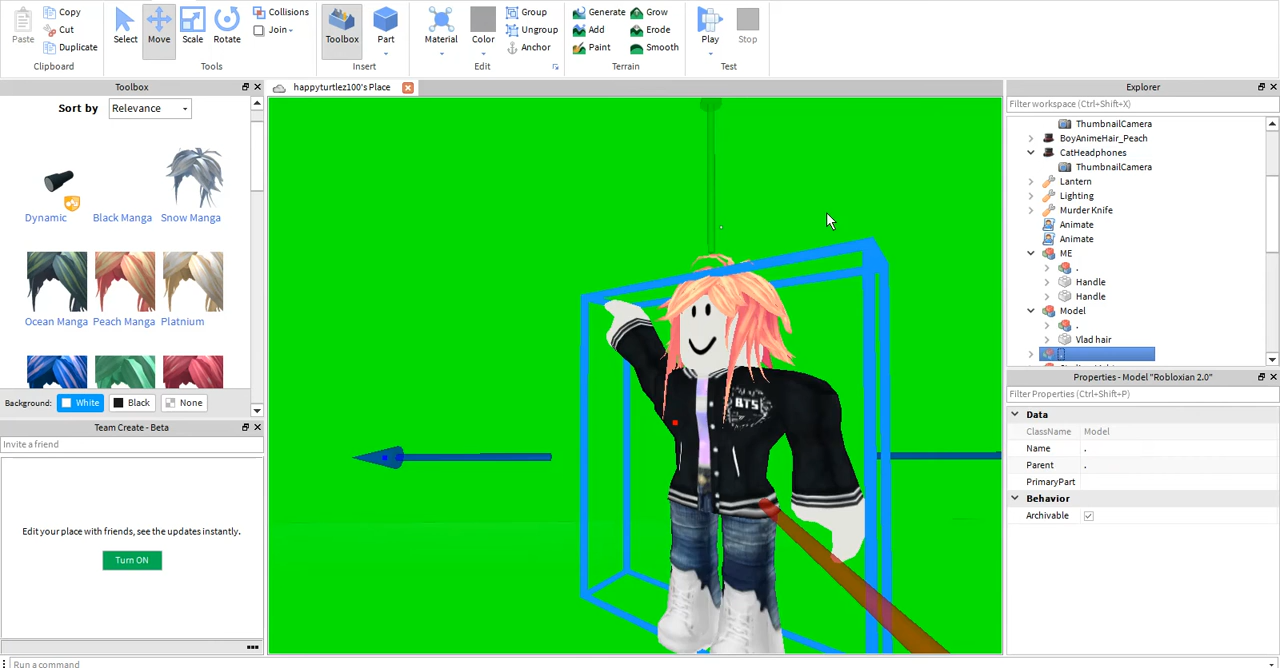 Paste
Copy
Cut
Duplicate
Clipboard
Select
Move
Scale
Rotate
Collisions
Join
Tools
Toolbox
Part
Insert
Material
Color
Group
Ungroup
Anchor
Edit
Generate
Grow
Add
Erode
Paint
Smooth
Terrain
Play
Stop
Test
Toolbox
Sort by
Relevance
Dynamic
Black Manga
Snow Manga
Ocean Manga
Peach Manga
Platnium
Background:
White
Black
None
Team Create - Beta
Invite a friend
Edit your place with friends, see the updates instantly.
Turn ON
happyturtlez100's Place
BTS
Explorer
Filter workspace (Ctrl+Shift+X)
ThumbnailCamera
BoyAnimeHair_Peach
CatHeadphones
ThumbnailCamera
Lantern
Lighting
Murder Knife
Animate
Animate
ME
.
Handle
Handle
Model
.
Vlad hair
Properties - Model "Robloxian 2.0"
Filter Properties (Ctrl+Shift+P)
Data
ClassName Model
Name .
Parent .
PrimaryPart
Behavior
Archivable
Run a command